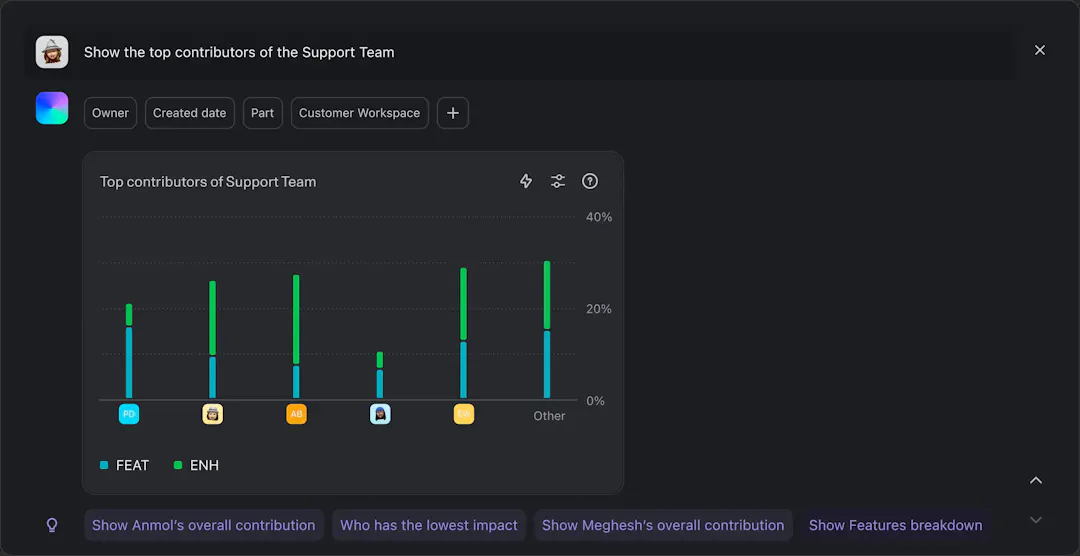 Show the top contributors of the Support Team
Owner Created date Part Customer Workspace
Top contributors of Support Team
40%
20%
0%
PD AB Other
FEAT ENH
Show Anmol's overall contribution Who has the lowest impact Show Meghesh's overall contribution Show Features breakdown